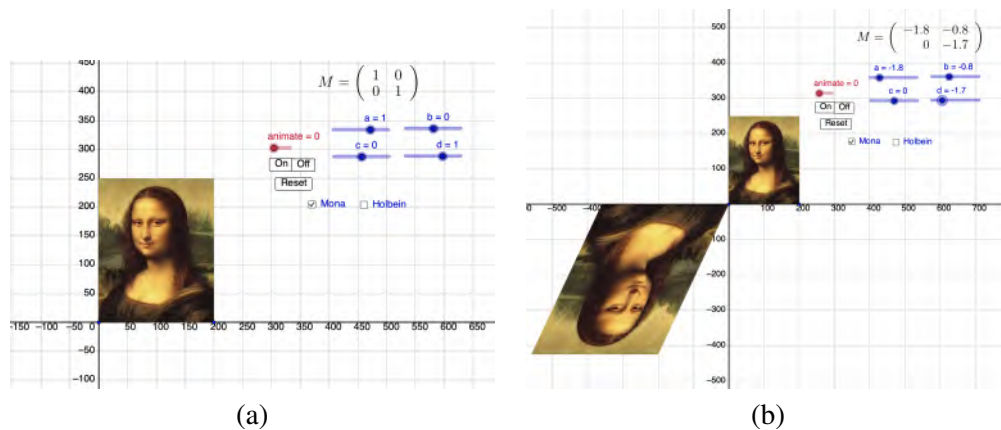 450
M = ( 1 0
0 1 )
400
a = 1 b = 0
350
animate = 0
c = 0 d = 1
300
On Off
Reset
250
Mona Holbein
200
150
100
50
0
-150 -100 -50 0 50 100 150 200 250 300 350 400 450 500 550 600 650
−50
−100
(a)
500
M = ( −1.8 −0.8
0 −1.7 )
a = -1.8 b = -0.8
400
animate = 0
c = 0 d = -1.7
300
On Off
Reset
200
Mona Holbein
100
-500 -400 100 200 300 400 500 600 700
−100
−200
−300
−400
−500
(b)